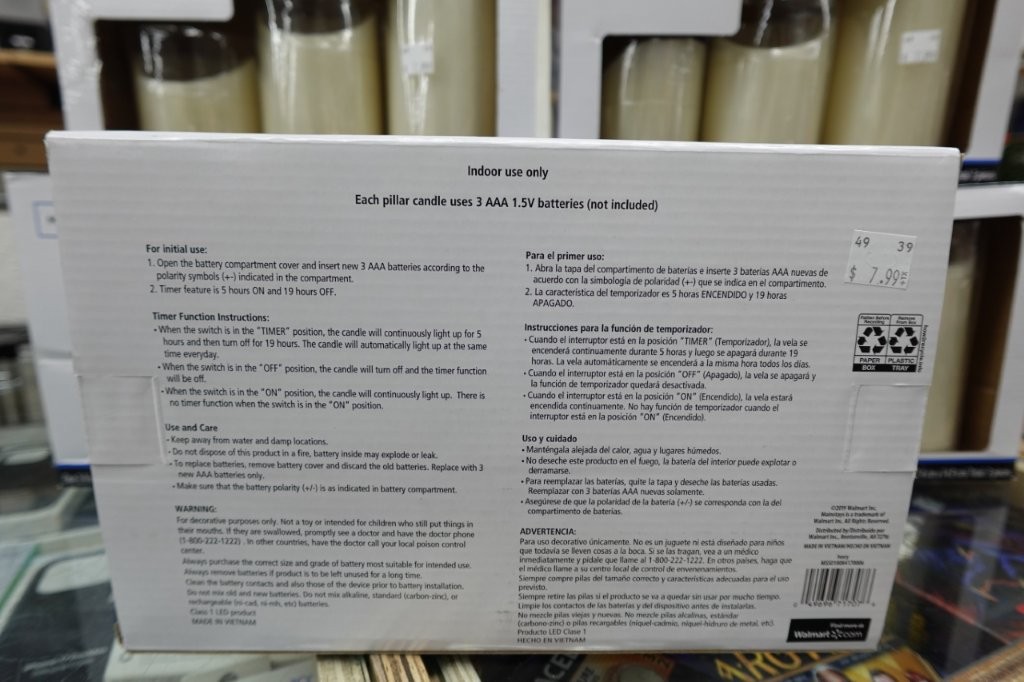 Indoor use only
Each pillar candle uses 3 AAA 1.5V batteries (not included)
For initial use:
1. Open the battery compartment cover and insert new 3 AAA batteries according to the
polarity symbols (+-) indicated in the compartment.
2. Timer feature is 5 hours ON and 19 hours OFF.
Timer Function Instructions:
• When the switch is in the "TIMER" position, the candle will continuously light up for 5
hours and then turn off for 19 hours. The candle will automatically light up at the same
time everyday.
• When the switch is in the "OFF" position, the candle will turn off and the timer function
will be off.
• When the switch is in the "ON" position, the candle will continuously light up. There is
no timer function when the switch is in the "ON" position.
Use and Care
• Keep away from water and damp locations.
• Do not dispose of this product in a fire, battery inside may explode or leak.
• To replace batteries, remove battery cover and discard the old batteries. Replace with 3
new AAA batteries only.
• Make sure that the battery polarity (+/-) is as indicated in battery compartment.
WARNING:
For decorative purposes only. Not a toy or intended for children who still put things in
their mouths. If they are swallowed, promptly see a doctor and have the doctor phone
(1-800-222-1222). In other countries, have the doctor call your local poison control
center.
Always purchase the correct size and grade of battery most suitable for intended use.
Always remove batteries if product is to be left unused for a long time.
Clean the battery contacts and also those of the device prior to battery installation.
Do not mix old and new batteries. Do not mix alkaline, standard (carbon-zinc), or
rechargeable (ni-cad, ni-mh, etc) batteries.
Class 1 LED product
MADE IN VIETNAM
Para el primer uso:
1. Abra la tapa del compartimento de baterías e inserte 3 baterías AAA nuevas de
acuerdo con la simbología de polaridad (+-) que se indica en el compartimento.
2. La característica del temporizador es 5 horas ENCENDIDO y 19 horas
APAGADO.
Instrucciones para la función de temporizador:
• Cuando el interruptor está en la posición "TIMER" (Temporizador), la vela se
encenderá continuamente durante 5 horas y luego se apagará durante 19
horas. La vela automáticamente se encenderá a la misma hora todos los días.
• Cuando el interruptor está en la posición "OFF" (Apagado), la vela se apagará y
la función de temporizador quedará desactivada.
• Cuando el interruptor está en la posición "ON" (Encendido), la vela estará
encendida continuamente. No hay función de temporizador cuando el
interruptor está en la posición "ON" (Encendido).
Uso y cuidado
• Manténgala alejada del calor, agua y lugares húmedos.
• No deseche este producto en el fuego, la batería del interior puede explotar o
derramarse.
• Para reemplazar las baterías, quite la tapa y deseche las baterías usadas.
Reemplazar con 3 baterías AAA nuevas solamente.
• Asegúrese de que la polaridad de la batería (+/-) se corresponda con la del
compartimento de baterías.
ADVERTENCIA:
Para uso decorativo únicamente. No es un juguete ni está diseñado para niños
que todavía se lleven cosas a la boca. Si se las tragan, vea a un médico
inmediatamente y pídale que llame al 1-800-222-1222. En otros países, haga que
el médico llame a su centro local de control de envenenamientos.
Siempre compre pilas del tamaño correcto y características adecuadas para el uso
previsto.
Siempre retire las pilas si el producto se va a quedar sin usar por mucho tiempo.
Limpie los contactos de las baterías y del dispositivo antes de instalarlas.
No mezcle pilas viejas y nuevas. No mezcle pilas alcalinas, estándar
(carbono-zinc) o pilas recargables (níquel-cadmio, níquel-hidruro de metal, etc).
Producto LED Clase 1
HECHO EN VIETNAM
49 39
$ 7.99
PAPER
BOX
PLASTIC
TRAY
©2019 Walmart Inc.
Mainstays is a trademark of
Walmart Inc. All Rights Reserved.
Distributed by/Distribuido por
Walmart Inc., Bentonville, AR 72716
MADE IN VIETNAM/HECHO EN VIETNAM
Ivory
Walmart.com